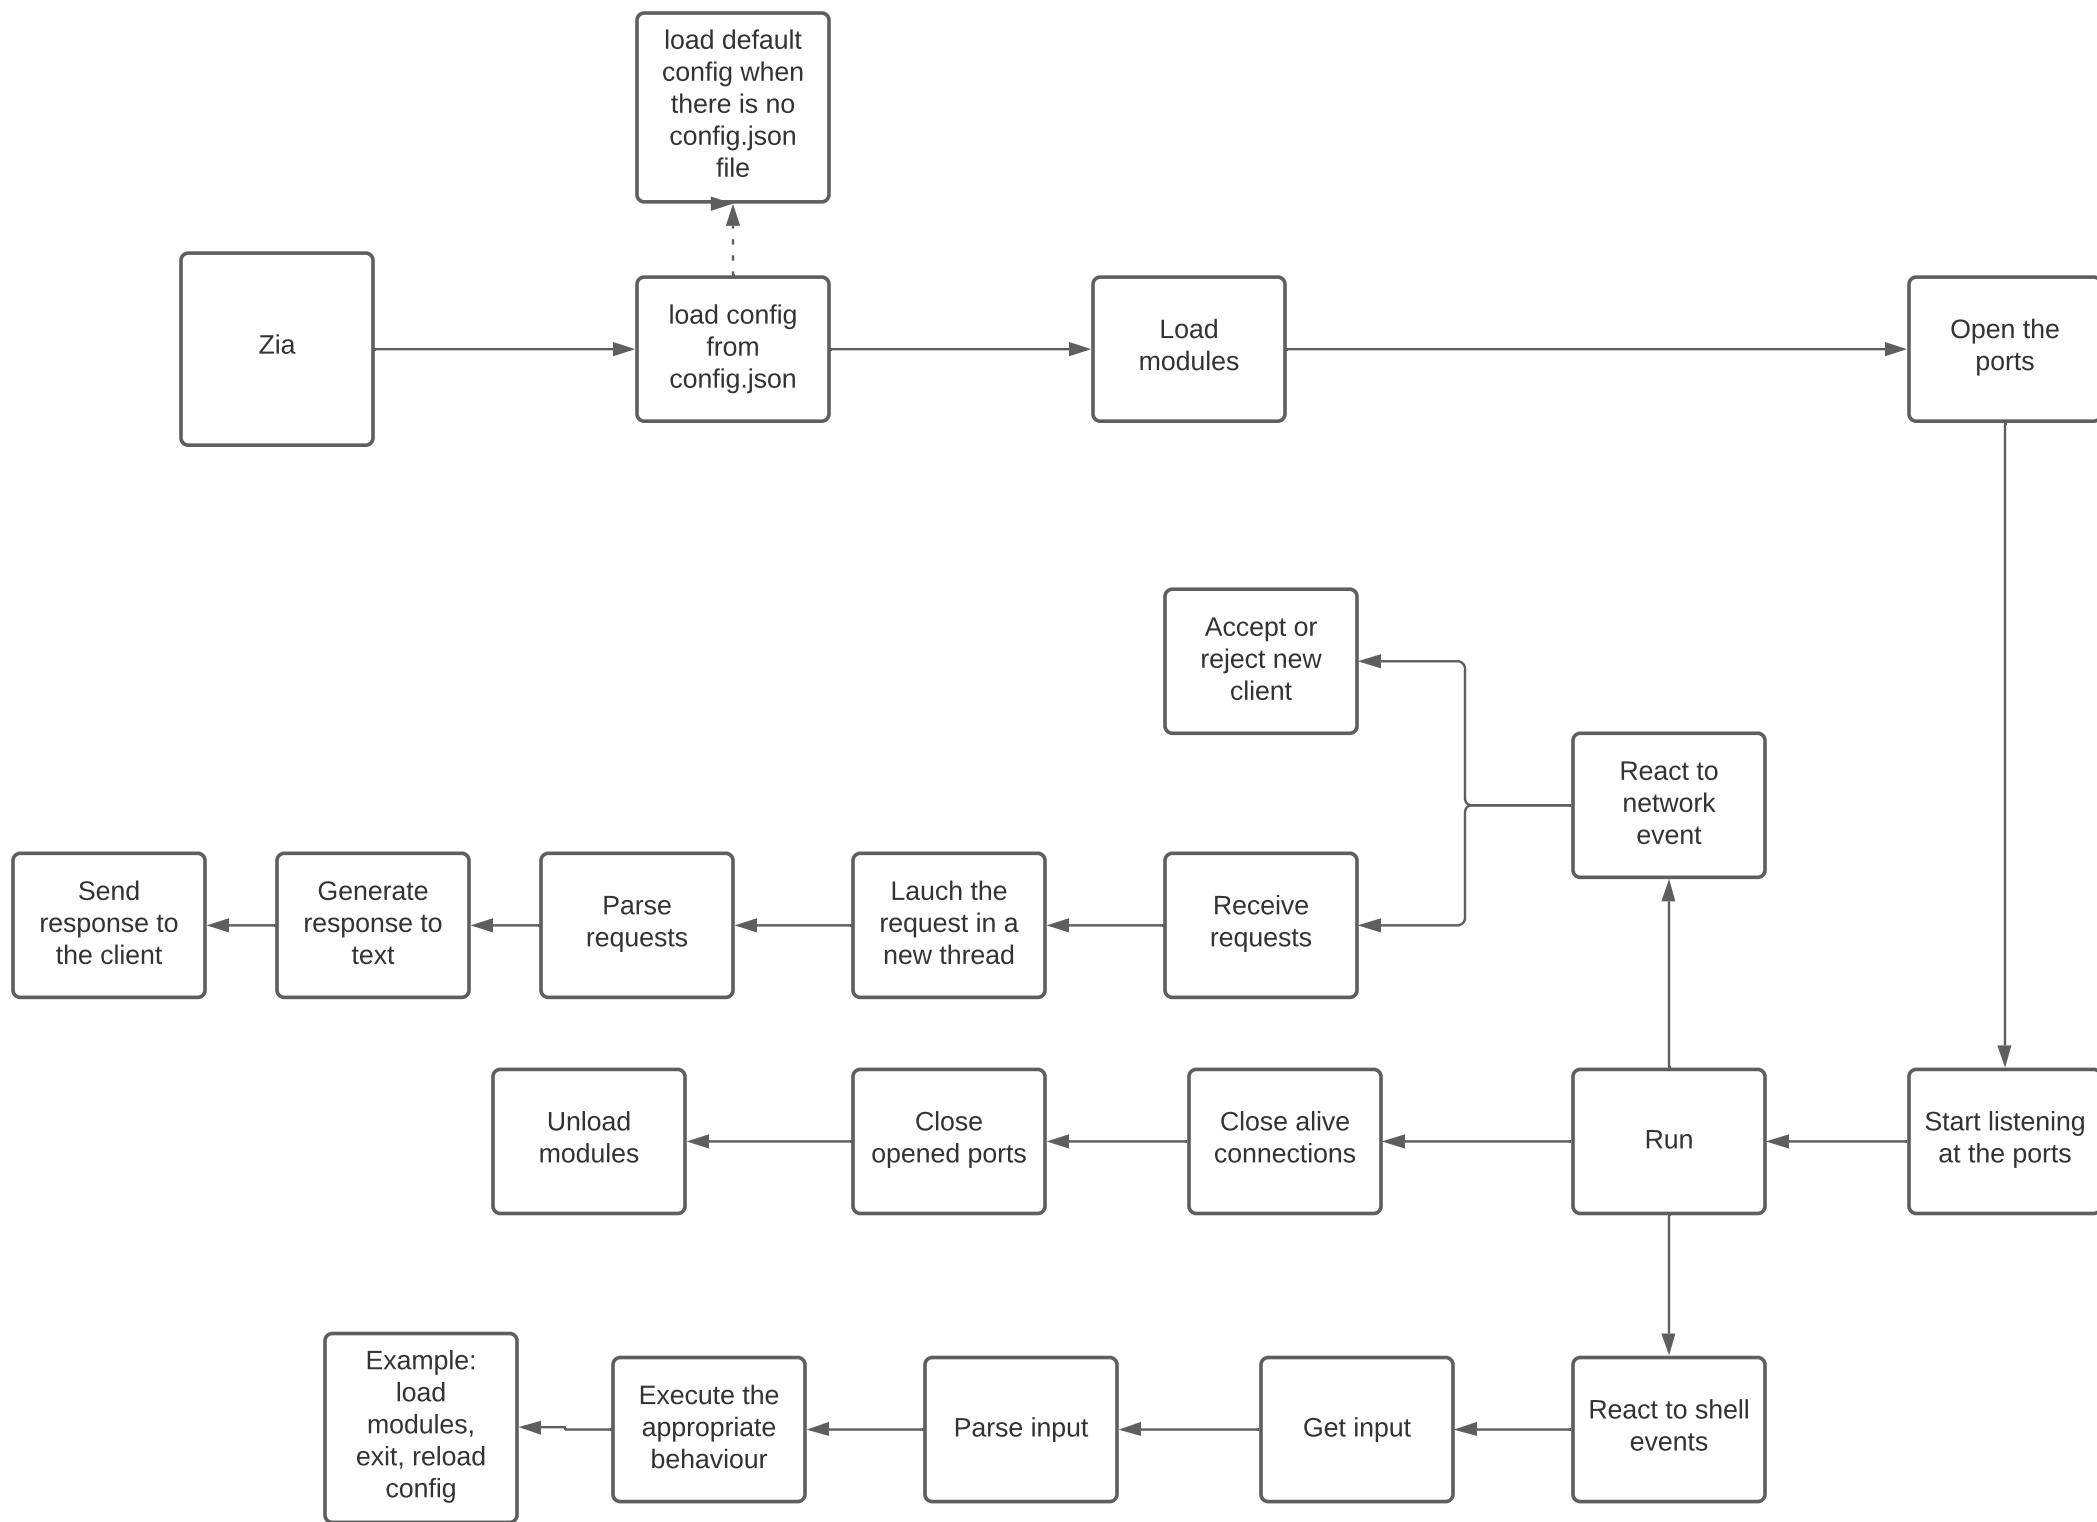 load default
config when
there is no
config.json
file
Zia
load config
from
config.json
Load
modules
Open the
ports
Accept or
reject new
client
React to
network
event
Send
response to
the client
Generate
response to
text
Parse
requests
Lauch the
request in a
new thread
Receive
requests
Unload
modules
Close
opened ports
Close alive
connections
Run
Start listening
at the ports
Example:
load
modules,
exit, reload
config
Execute the
appropriate
behaviour
Parse input
Get input
React to shell
events